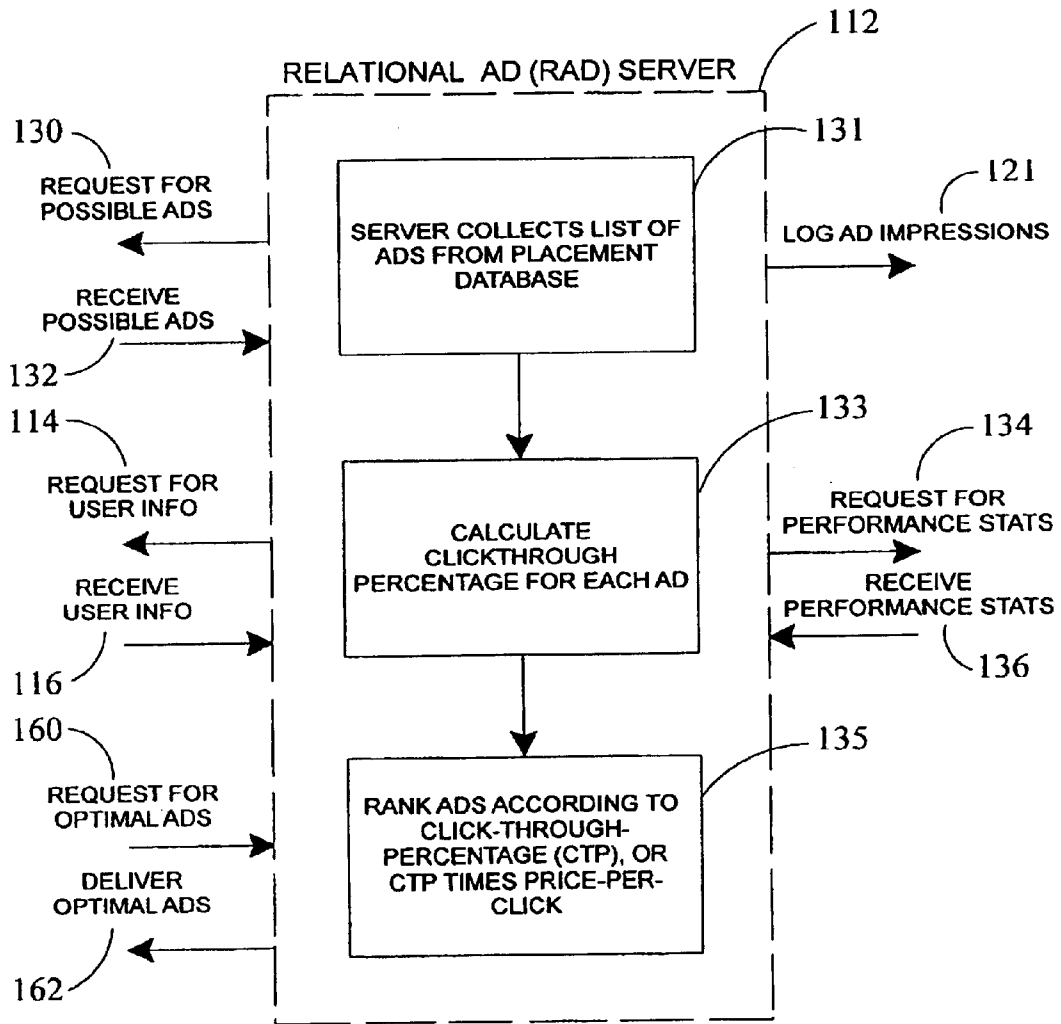 112
RELATIONAL AD (RAD) SERVER
130
REQUEST FOR
POSSIBLE ADS
RECEIVE
POSSIBLE ADS
132
114
REQUEST FOR
USER INFO
RECEIVE
USER INFO
116
160
REQUEST FOR
OPTIMAL ADS
DELIVER
OPTIMAL ADS
162
131
SERVER COLLECTS LIST OF
ADS FROM PLACEMENT
DATABASE
133
CALCULATE
CLICKTHROUGH
PERCENTAGE FOR EACH AD
135
RANK ADS ACCORDING TO
CLICK-THROUGH-
PERCENTAGE (CTP), OR
CTP TIMES PRICE-PER-
CLICK
121
LOG AD IMPRESSIONS
134
REQUEST FOR
PERFORMANCE STATS
RECEIVE
PERFORMANCE STATS
136